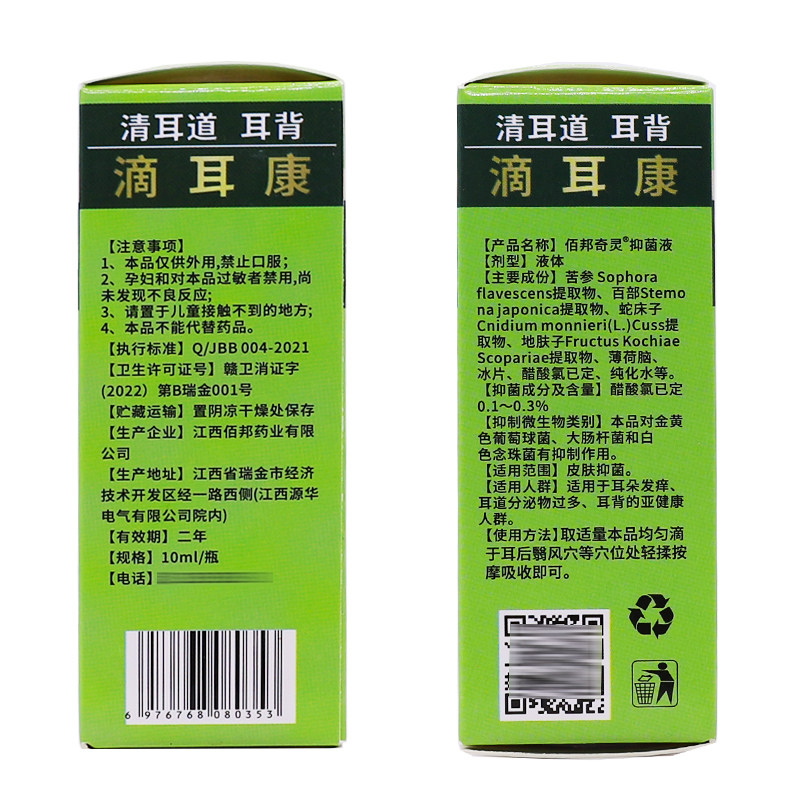 清耳道 耳背
滴耳康
【注意事项】
1、本品仅供外用,禁止口服;
2、孕妇和对本品过敏者禁用,尚
未发现不良反应;
3、请置于儿童接触不到的地方;
4、本品不能代替药品。
【执行标准】Q/JBB 004-2021
【卫生许可证号】赣卫消证字
(2022）第B瑞金001号
【贮藏运输】置阴凉干燥处保存
【生产企业】江西佰邦药业有限
公司
【生产地址】江西省瑞金市经济
技术开发区经一路西侧(江西源华
电气有限公司院内)
【有效期】二年
【规格】10ml/瓶
【电话】
6 976768 080353
清耳道 耳背
滴耳康
【产品名称】佰邦奇灵®抑菌液
【剂型】液体
【主要成份】苦参 Sophora
flavescens提取物、百部Stemo
na japonica提取物、蛇床子
Cnidium monnieri(L.)Cuss提
取物、地肤子Fructus Kochiae
Scopariae提取物、薄荷脑、
冰片、醋酸氯已定、纯化水等。
【抑菌成分及含量】醋酸氯已定
0.1～0.3%
【抑制微生物类别】本品对金黄
色葡萄球菌、大肠杆菌和白
色念珠菌有抑制作用。
【适用范围】皮肤抑菌。
【适用人群】适用于耳朵发痒、
耳道分泌物过多、耳背的亚健康
人群。
【使用方法】取适量本品均匀滴
于耳后翳风穴等穴位处轻揉按
摩吸收即可。